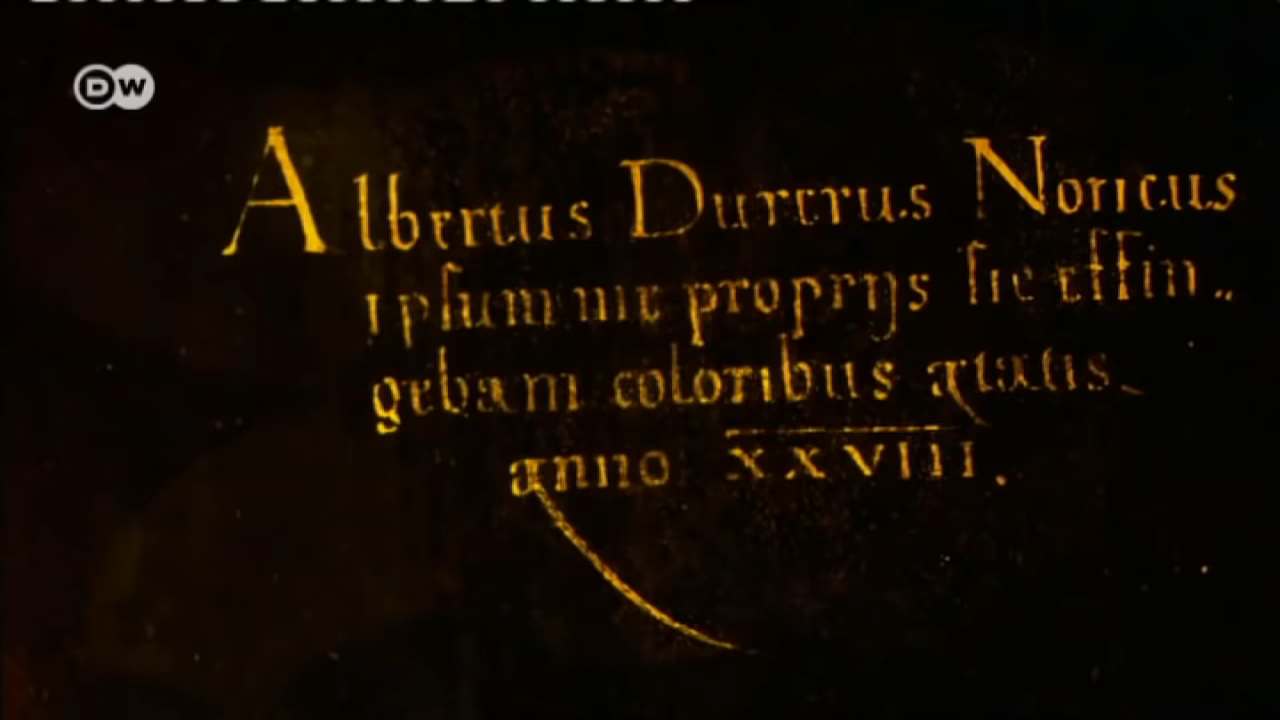 DW
Albertus Durerus Noricus
ipsum me proprijs sic effin„
gebam coloribus ætatis
anno XXVIII.